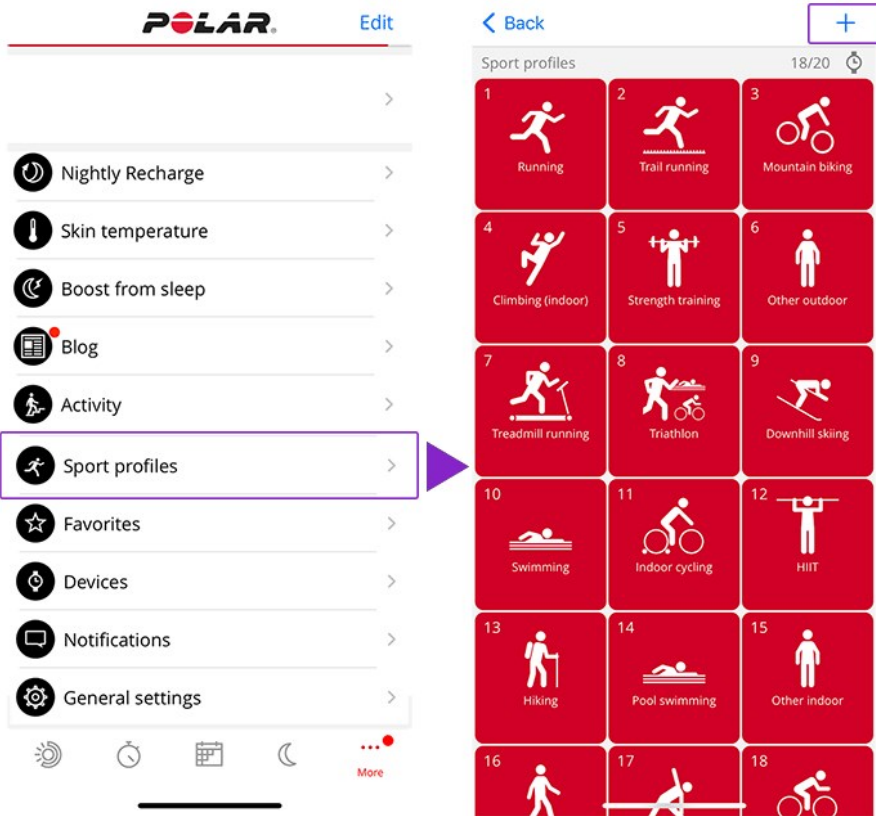 POLAR.
Edit
Nightly Recharge
Skin temperature
Boost from sleep
Blog
Activity
Sport profiles
Favorites
Devices
Notifications
General settings
More
Back
+
Sport profiles
18/20
1
Running
2
Trail running
3
Mountain biking
4
Climbing (indoor)
5
Strength training
6
Other outdoor
7
Treadmill running
8
Triathlon
9
Downhill skiing
10
Swimming
11
Indoor cycling
12
HIIT
13
Hiking
14
Pool swimming
15
Other indoor
16
17
18